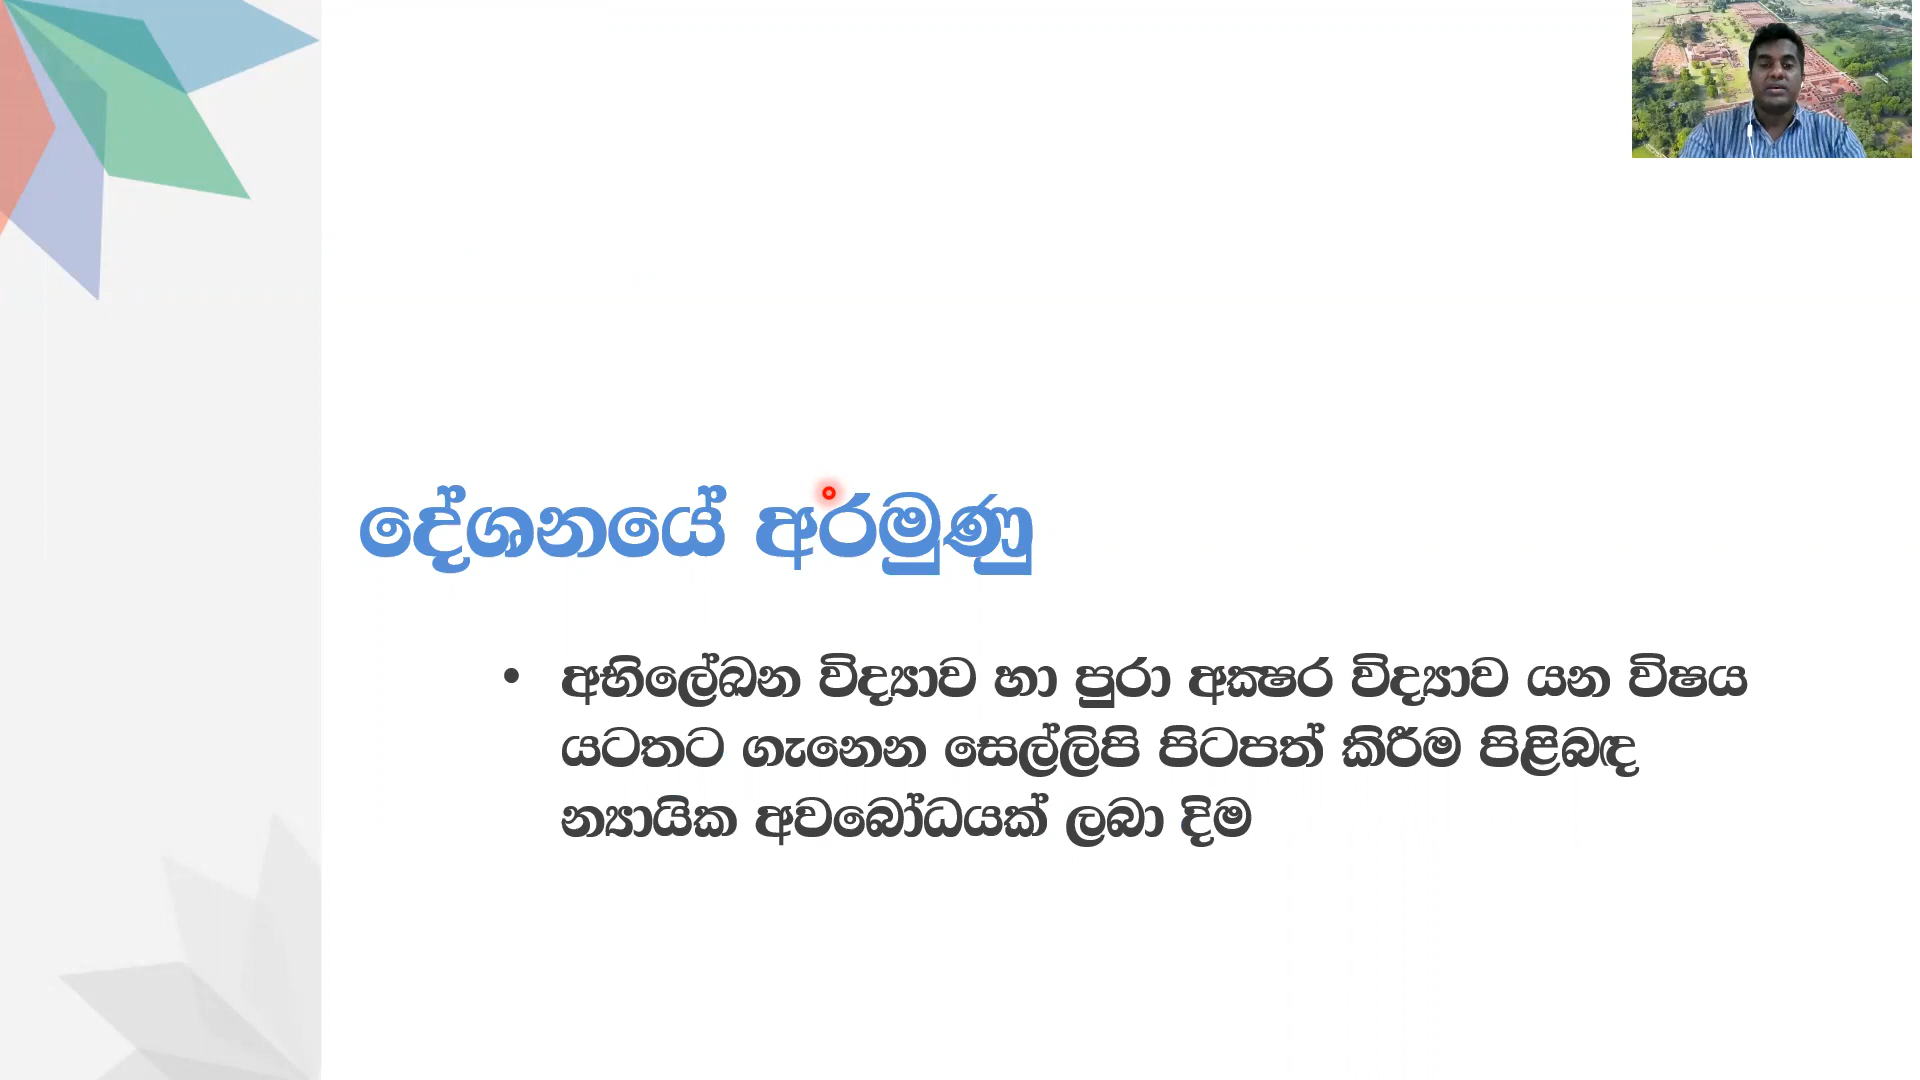 දේශනයේ අරමුණු
• අභිලේඛන විද්‍යාව හා පුරා අක්‍ෂර විද්‍යාව යන විෂය
යටතට ගැනෙන සෙල්ලිපි පිටපත් කිරීම පිළිබඳ
න්‍යායික අවබෝධයක් ලබා දිම